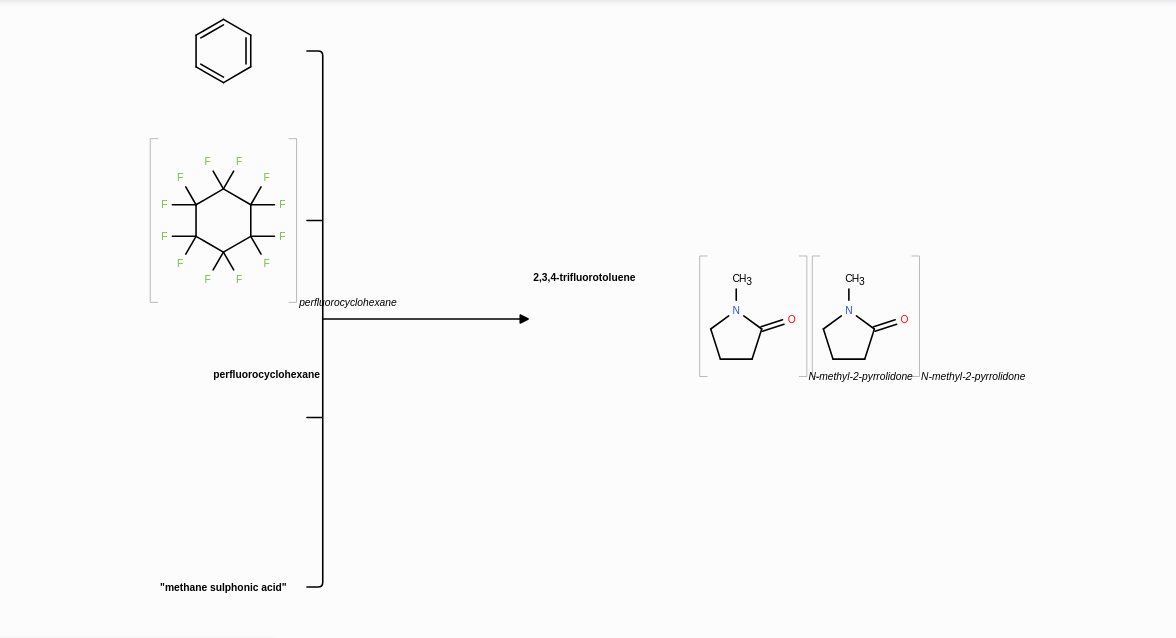 F F
F F
F F
F F
F F
F F
perfluorocyclohexane
perfluorocyclohexane
"methane sulphonic acid"
2,3,4-trifluorotoluene
CH3
N
O
N-methyl-2-pyrrolidone
CH3
N
O
N-methyl-2-pyrrolidone